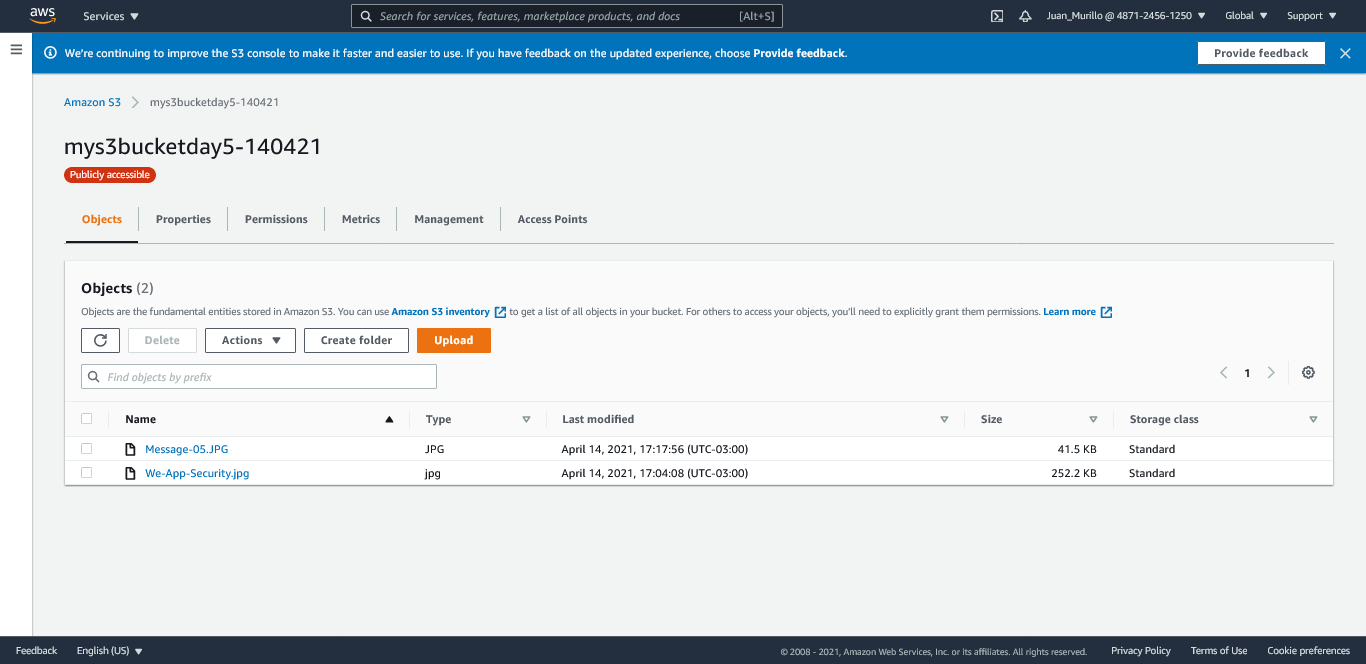 aws Services Search for services, features, marketplace products, and docs [Alt+S] Juan_Murillo @ 4871-2456-1250 Global Support
We're continuing to improve the S3 console to make it faster and easier to use. If you have feedback on the updated experience, choose Provide feedback. Provide feedback
Amazon S3 mys3bucketday5-140421
mys3bucketday5-140421
Publicly accessible
Objects Properties Permissions Metrics Management Access Points
Objects (2)
Objects are the fundamental entities stored in Amazon S3. You can use Amazon S3 inventory to get a list of all objects in your bucket. For others to access your objects, you'll need to explicitly grant them permissions. Learn more
Delete Actions Create folder Upload
Find objects by prefix 1
Name Type Last modified Size Storage class
Message-05.JPG JPG April 14, 2021, 17:17:56 (UTC-03:00) 41.5 KB Standard
We-App-Security.jpg jpg April 14, 2021, 17:04:08 (UTC-03:00) 252.2 KB Standard
Feedback English (US) © 2008 - 2021, Amazon Web Services, Inc. or its affiliates. All rights reserved. Privacy Policy Terms of Use Cookie preferences